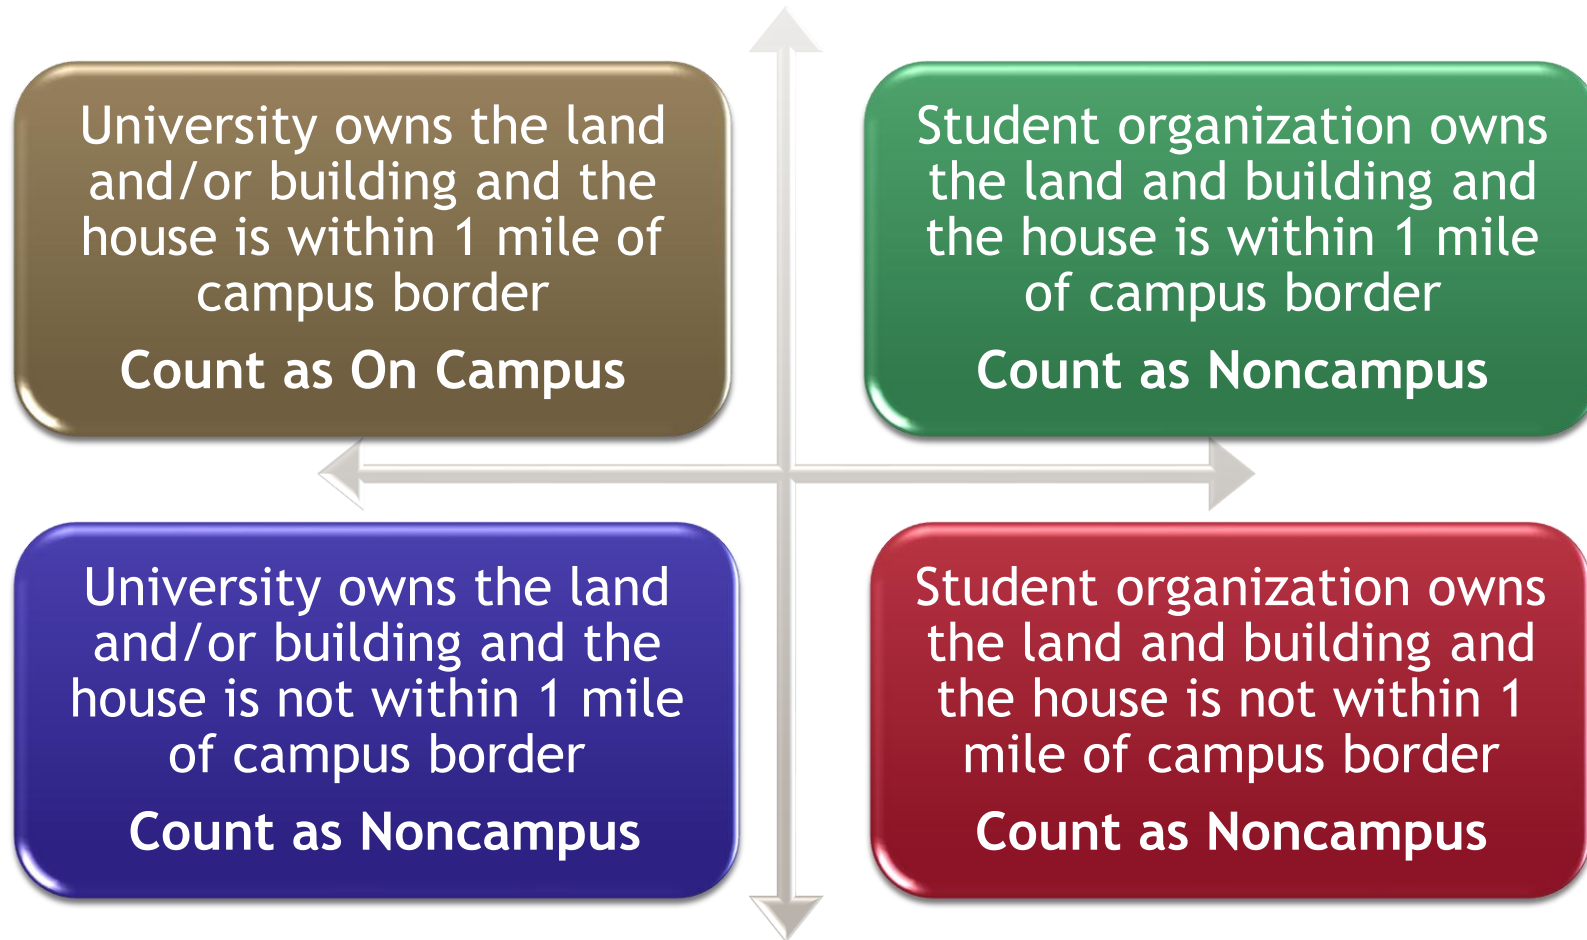 University owns the land
and/or building and the
house is within 1 mile of
campus border
Count as On Campus
Student organization owns
the land and building and
the house is within 1 mile
of campus border
Count as Noncampus
University owns the land
and/or building and the
house is not within 1 mile
of campus border
Count as Noncampus
Student organization owns
the land and building and
the house is not within 1
mile of campus border
Count as Noncampus